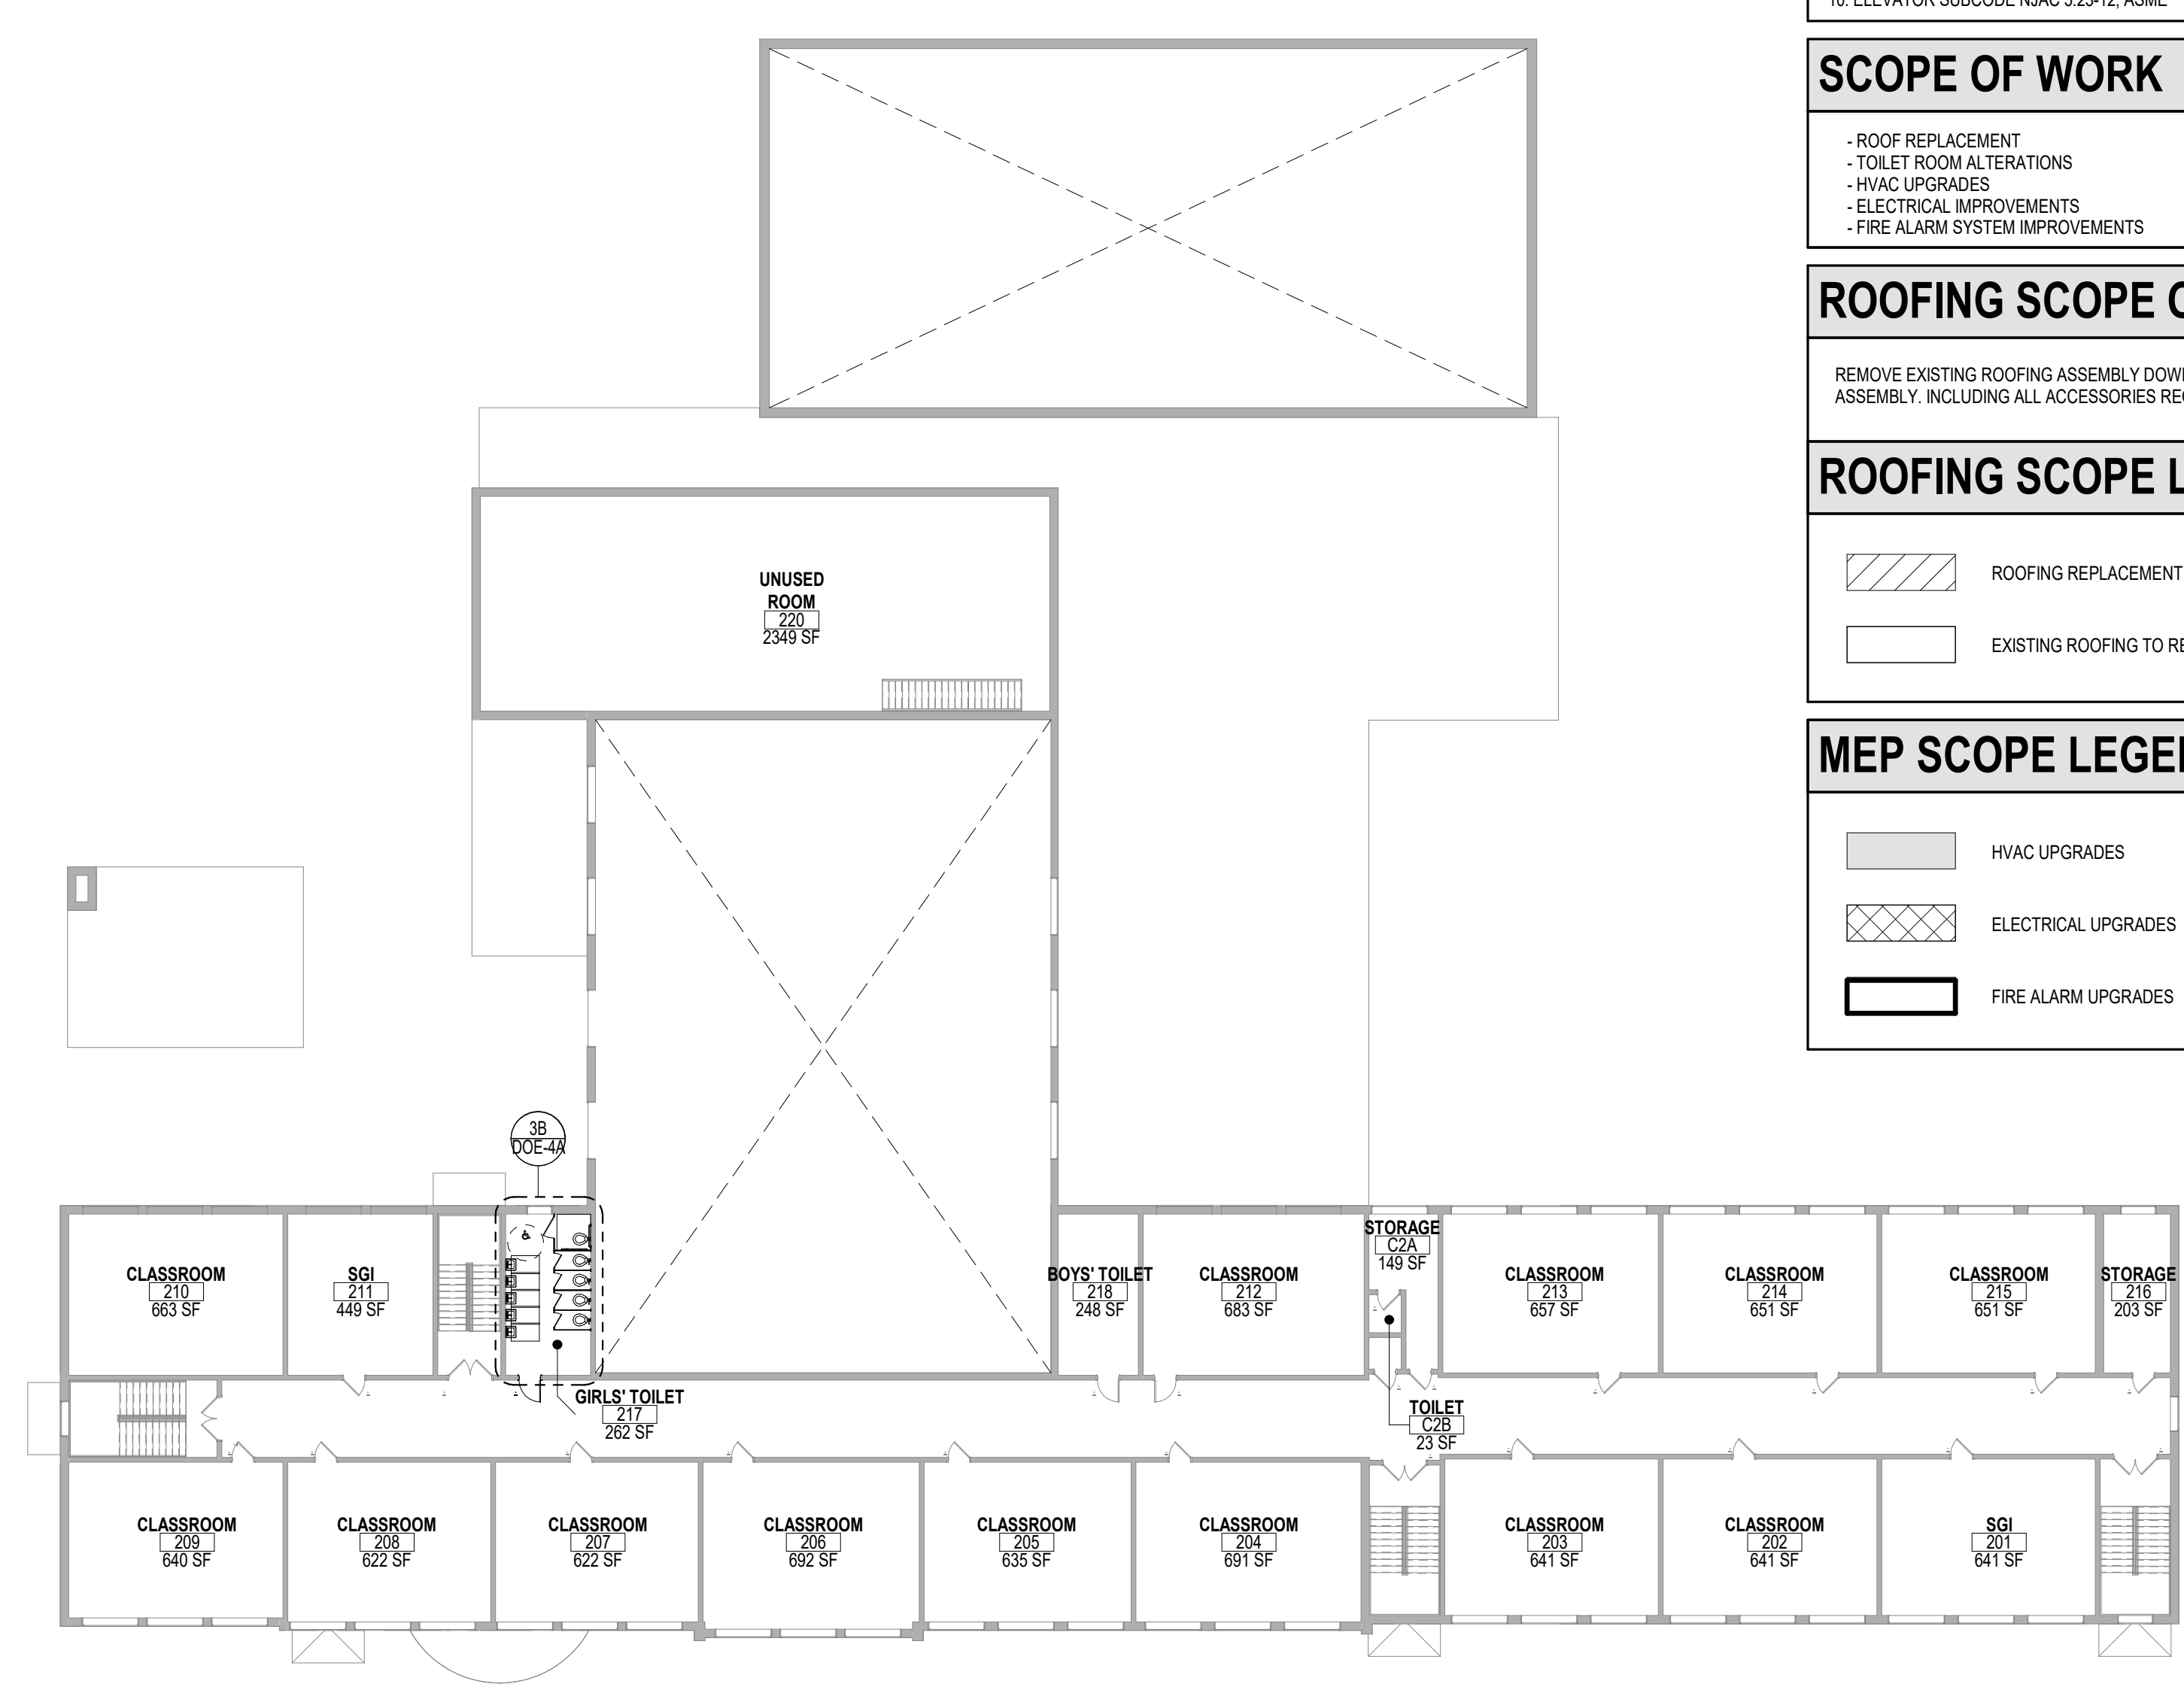 10. ELEVATOR SUBCODE NJAC 5:23-12, ASME
SCOPE OF WORK
- ROOF REPLACEMENT
- TOILET ROOM ALTERATIONS
- HVAC UPGRADES
- ELECTRICAL IMPROVEMENTS
- FIRE ALARM SYSTEM IMPROVEMENTS
ROOFING SCOPE
REMOVE EXISTING ROOFING ASSEMBLY
ASSEMBLY. INCLUDING ALL ACCESSORIES
ROOFING SCOPE L
ROOFING REPLACEMENT
EXISTING ROOFING TO RE
MEP SCOPE LEGE
HVAC UPGRADES
ELECTRICAL UPGRADES
FIRE ALARM UPGRADES
UNUSED
ROOM
220
2349 SF
3B
DOE-4A
CLASSROOM
210
663 SF
SGI
211
449 SF
GIRLS' TOILET
217
262 SF
BOYS' TOILET
218
248 SF
CLASSROOM
212
683 SF
STORAGE
C2A
149 SF
TOILET
C2B
23 SF
CLASSROOM
213
657 SF
CLASSROOM
214
651 SF
CLASSROOM
215
651 SF
STORAGE
216
203 SF
CLASSROOM
209
640 SF
CLASSROOM
208
622 SF
CLASSROOM
207
622 SF
CLASSROOM
206
692 SF
CLASSROOM
205
635 SF
CLASSROOM
204
691 SF
CLASSROOM
203
641 SF
CLASSROOM
202
641 SF
SGI
201
641 SF